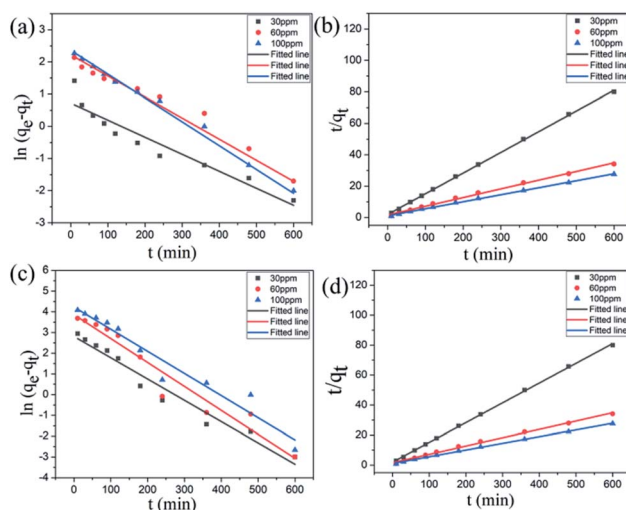 (a)
30ppm
60ppm
100ppm
Fitted line
Fitted line
Fitted line
ln (qe-qt)
3
2
1
0
-1
-2
-3
0 100 200 300 400 500 600
t (min)
(b)
30ppm
60ppm
100ppm
Fitted line
Fitted line
Fitted line
t/qt
120
100
80
60
40
20
0
0 100 200 300 400 500 600
t (min)
(c)
30ppm
60ppm
100ppm
Fitted line
Fitted line
Fitted line
ln (qe-qt)
6
5
4
3
2
1
0
-1
-2
-3
-4
0 100 200 300 400 500 600
t (min)
(d)
30ppm
60ppm
100ppm
Fitted line
Fitted line
Fitted line
t/qt
120
100
80
60
40
20
0
0 100 200 300 400 500 600
t (min)